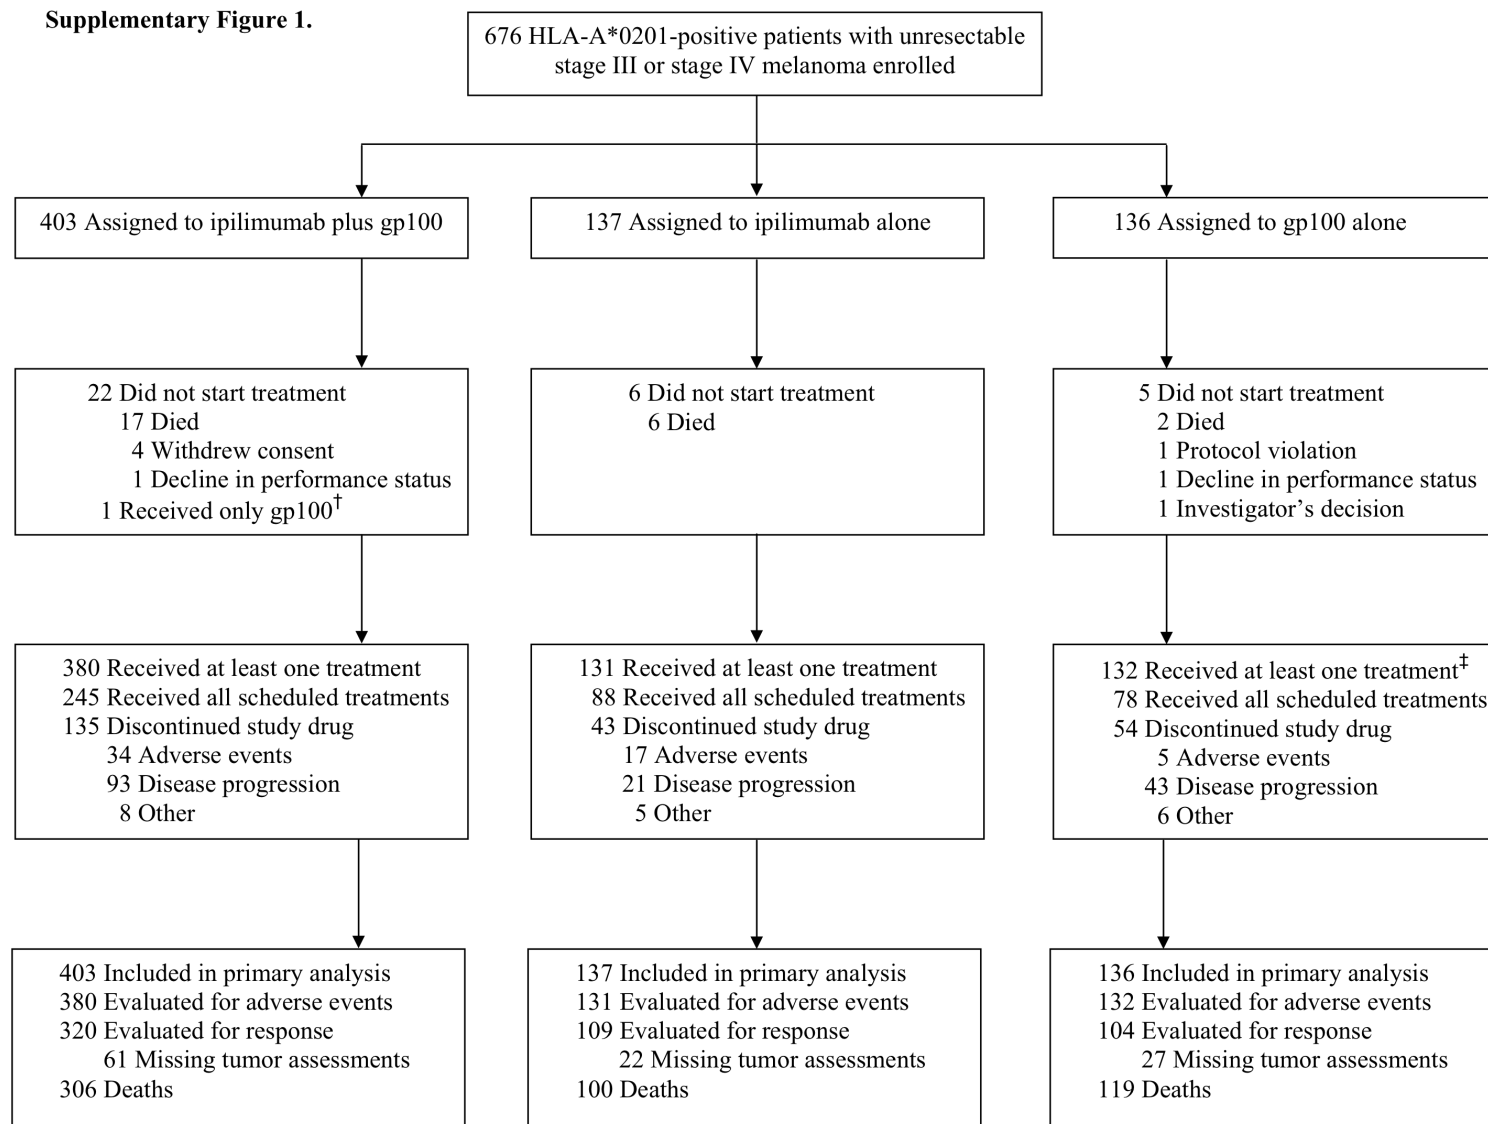 Supplementary Figure 1.
676 HLA-A*0201-positive patients with unresectable
stage III or stage IV melanoma enrolled
403 Assigned to ipilimumab plus gp100
137 Assigned to ipilimumab alone
136 Assigned to gp100 alone
22 Did not start treatment
17 Died
4 Withdrew consent
1 Decline in performance status
1 Received only gp100†
6 Did not start treatment
6 Died
5 Did not start treatment
2 Died
1 Protocol violation
1 Decline in performance status
1 Investigator’s decision
380 Received at least one treatment
245 Received all scheduled treatments
135 Discontinued study drug
34 Adverse events
93 Disease progression
8 Other
131 Received at least one treatment
88 Received all scheduled treatments
43 Discontinued study drug
17 Adverse events
21 Disease progression
5 Other
132 Received at least one treatment‡
78 Received all scheduled treatments
54 Discontinued study drug
5 Adverse events
43 Disease progression
6 Other
403 Included in primary analysis
380 Evaluated for adverse events
320 Evaluated for response
61 Missing tumor assessments
306 Deaths
137 Included in primary analysis
131 Evaluated for adverse events
109 Evaluated for response
22 Missing tumor assessments
100 Deaths
136 Included in primary analysis
132 Evaluated for adverse events
104 Evaluated for response
27 Missing tumor assessments
119 Deaths